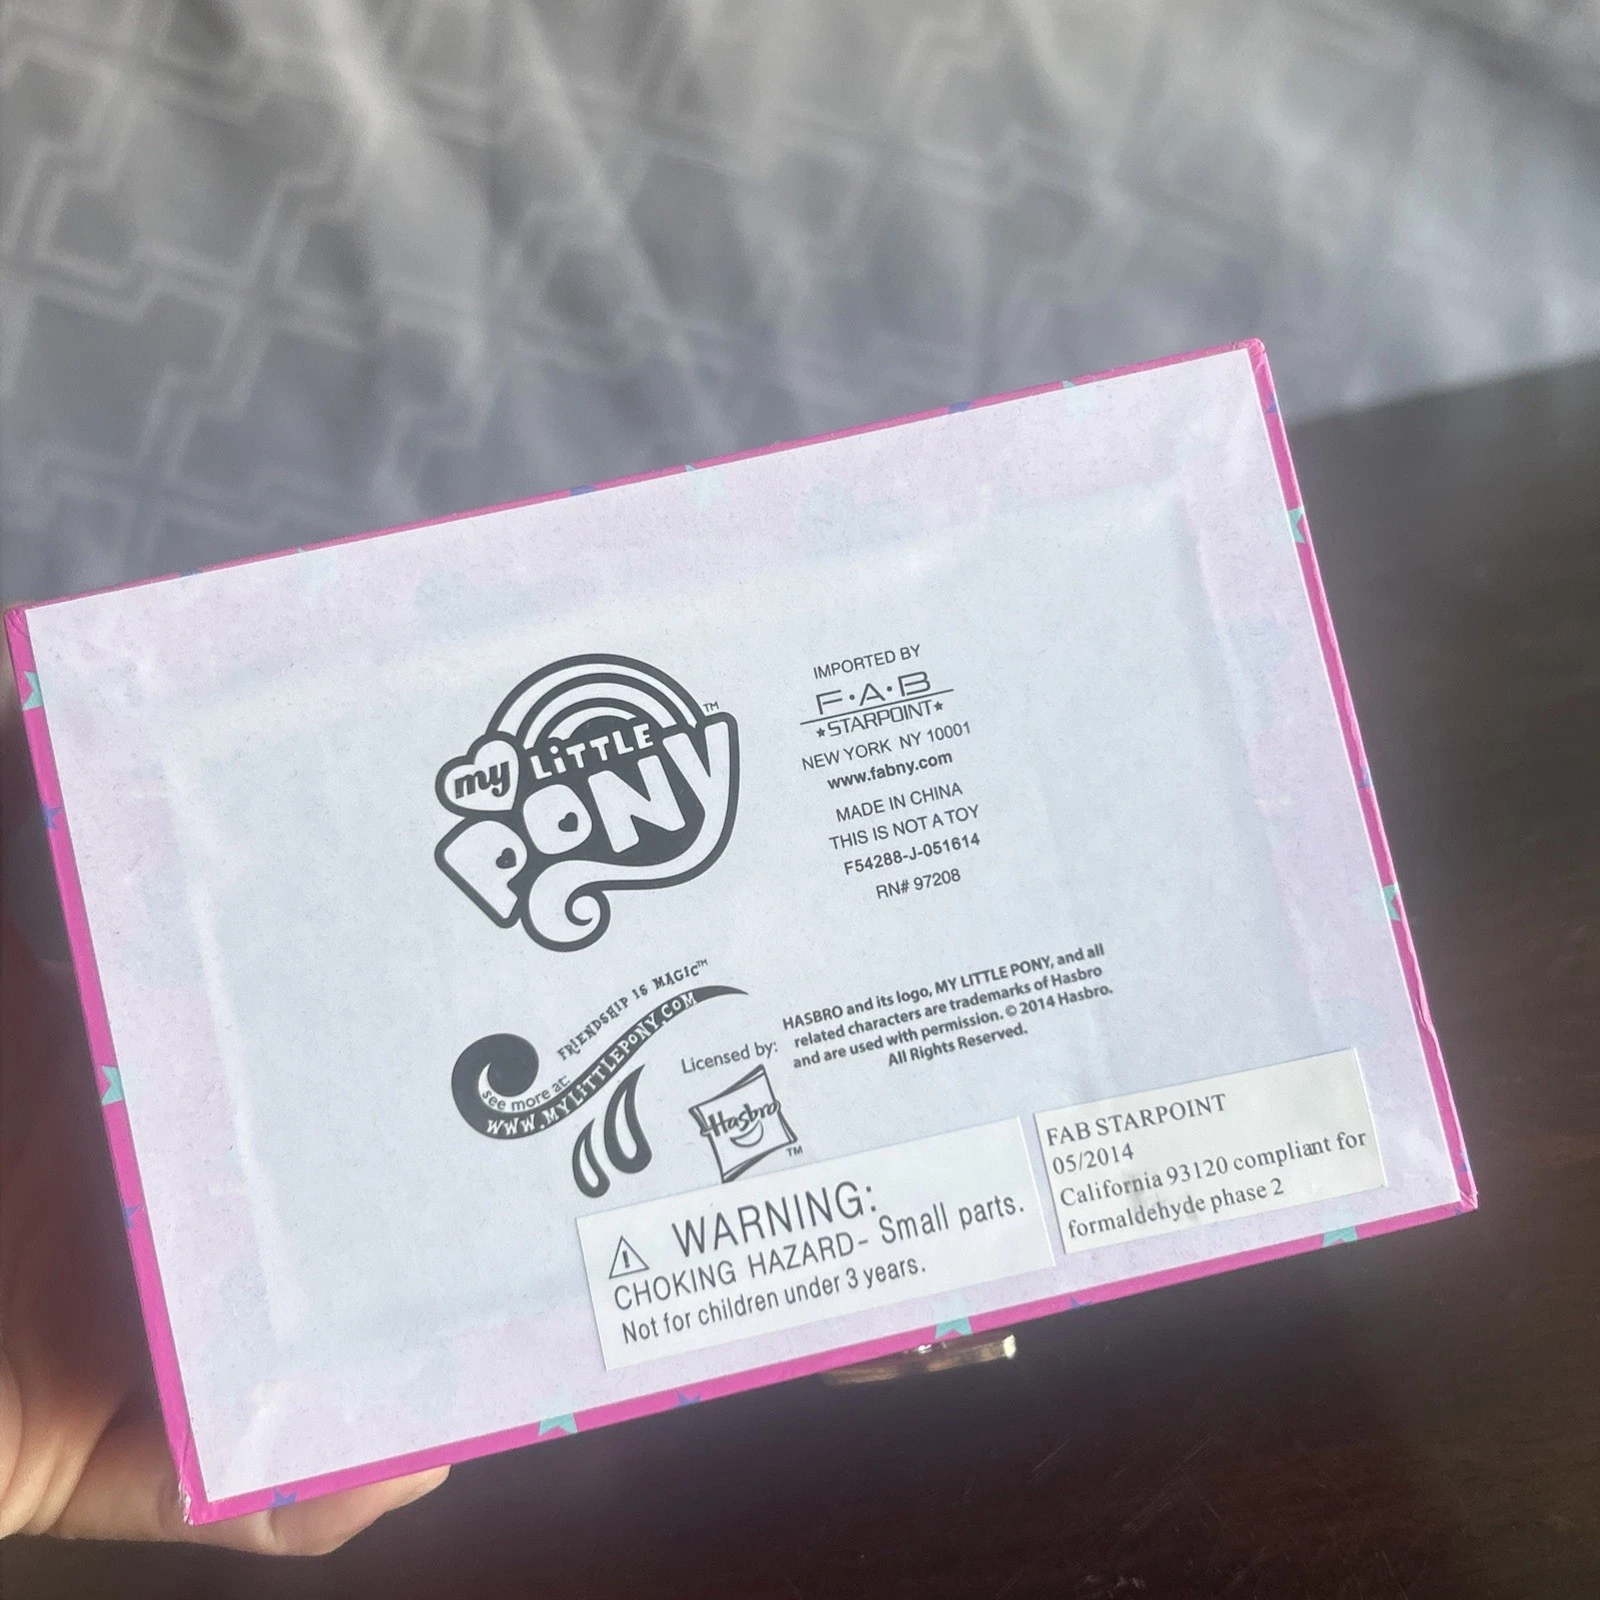 my LiTTLE PONY™
IMPORTED BY
F·A·B
★STARPOINT★
NEW YORK NY 10001
www.fabny.com
MADE IN CHINA
THIS IS NOT A TOY
F54288-J-051614
RN# 97208
FRIENDSHIP IS MAGIC™
see more at:
WWW.MYLITTLEPONY.COM
Licensed by:
Hasbro
TM
HASBRO and its logo, MY LITTLE PONY, and all
related characters are trademarks of Hasbro
and are used with permission. © 2014 Hasbro.
All Rights Reserved.
WARNING:
CHOKING HAZARD- Small parts.
Not for children under 3 years.
FAB STARPOINT
05/2014
California 93120 compliant for
formaldehyde phase 2